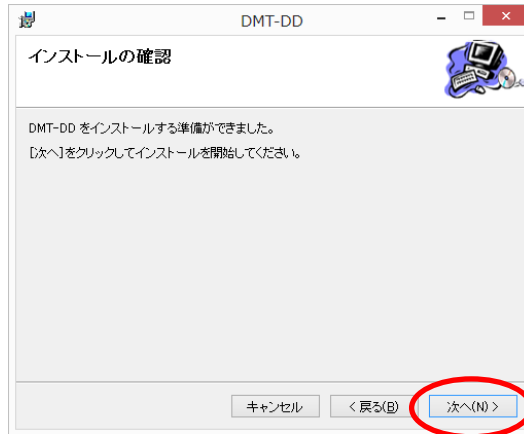 DMT-DD
インストールの確認
DMT-DD をインストールする準備ができました。
[次へ]をクリックしてインストールを開始してください。
キャンセル < 戻る(B) 次へ(N) >